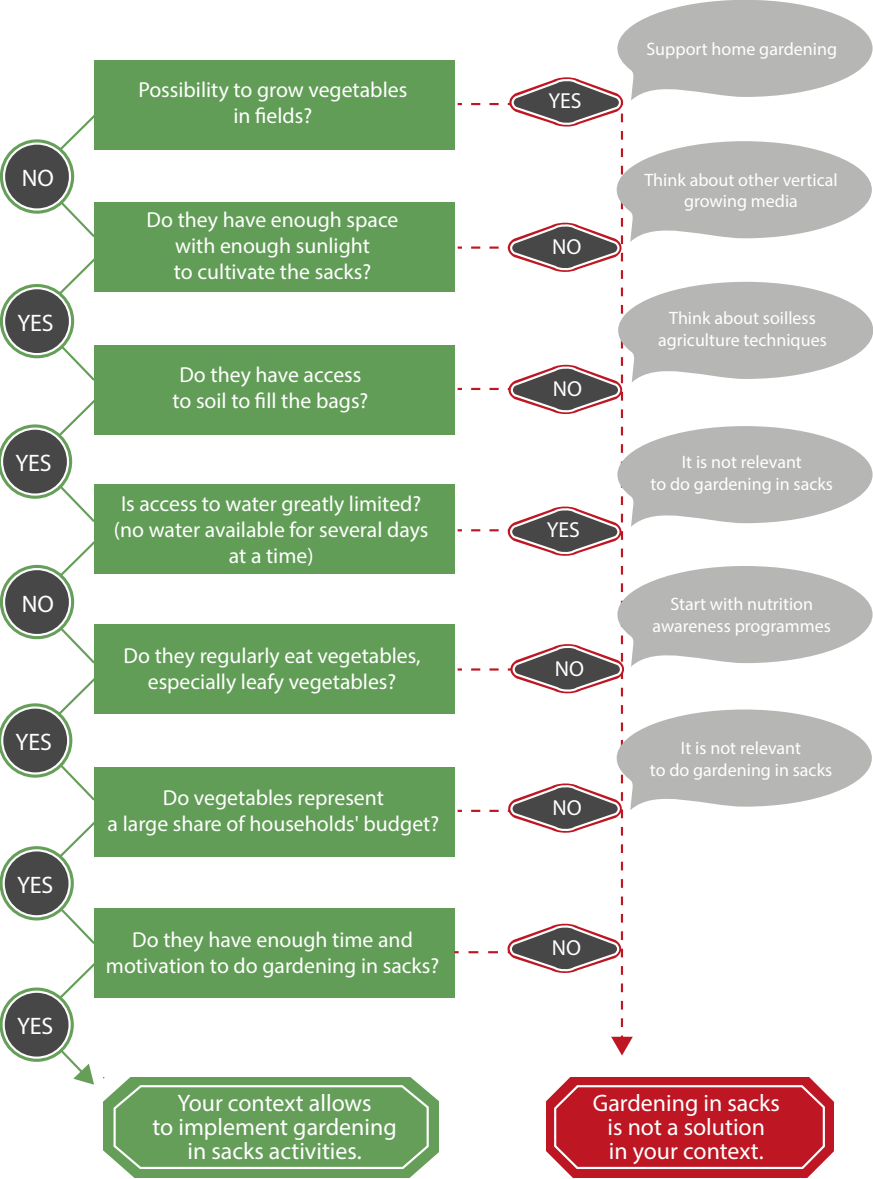 Support home gardening
Possibility to grow vegetables
in fields?
YES
NO
Think about other vertical
growing media
Do they have enough space
with enough sunlight
to cultivate the sacks?
NO
YES
Think about soilless
agriculture techniques
Do they have access
to soil to fill the bags?
NO
YES
It is not relevant
to do gardening in sacks
Is access to water greatly limited?
(no water available for several days
at a time)
YES
NO
Start with nutrition
awareness programmes
Do they regularly eat vegetables,
especially leafy vegetables?
NO
YES
It is not relevant
to do gardening in sacks
Do vegetables represent
a large share of households' budget?
NO
YES
Do they have enough time and
motivation to do gardening in sacks?
NO
YES
Your context allows
to implement gardening
in sacks activities.
Gardening in sacks
is not a solution
in your context.